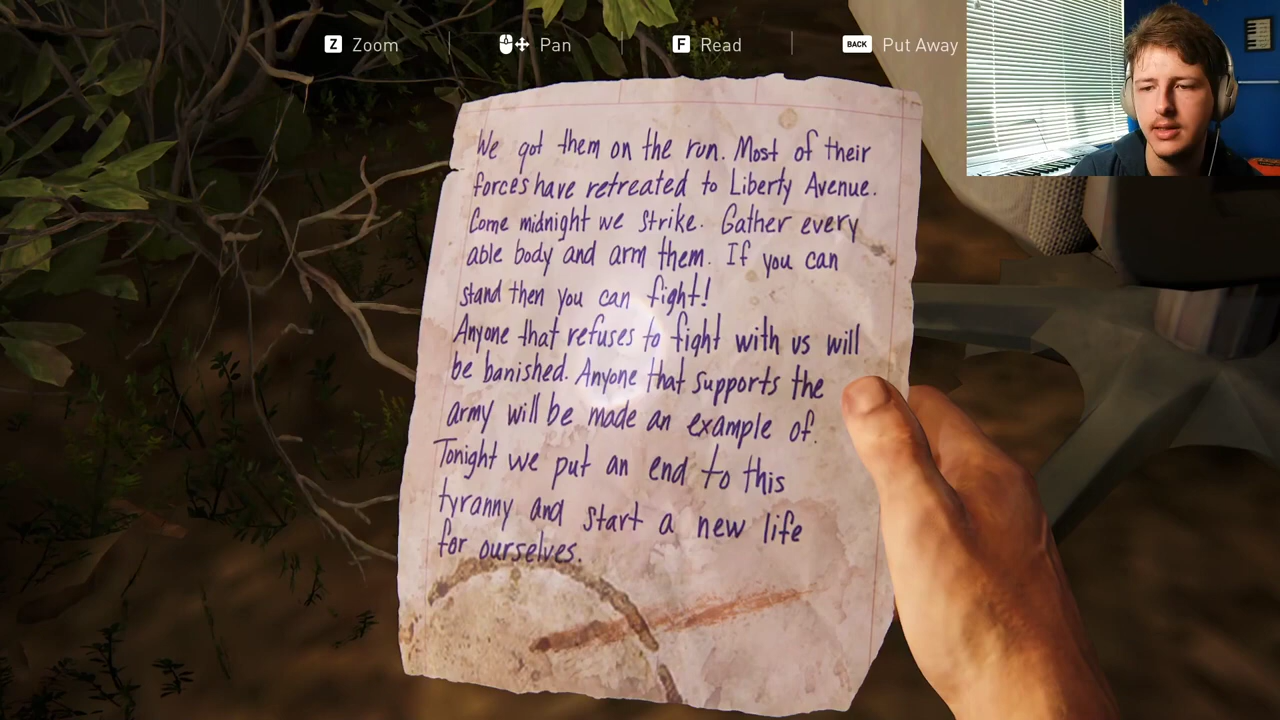 Z Zoom
Pan
F Read
BACK Put Away
We got them on the run. Most of their
forces have retreated to Liberty Avenue.
Come midnight we strike. Gather every
able body and arm them. If you can
stand then you can fight!
Anyone that refuses to fight with us will
be banished. Anyone that supports the
army will be made an example of.
Tonight we put an end to this
tyranny and start a new life
for ourselves.